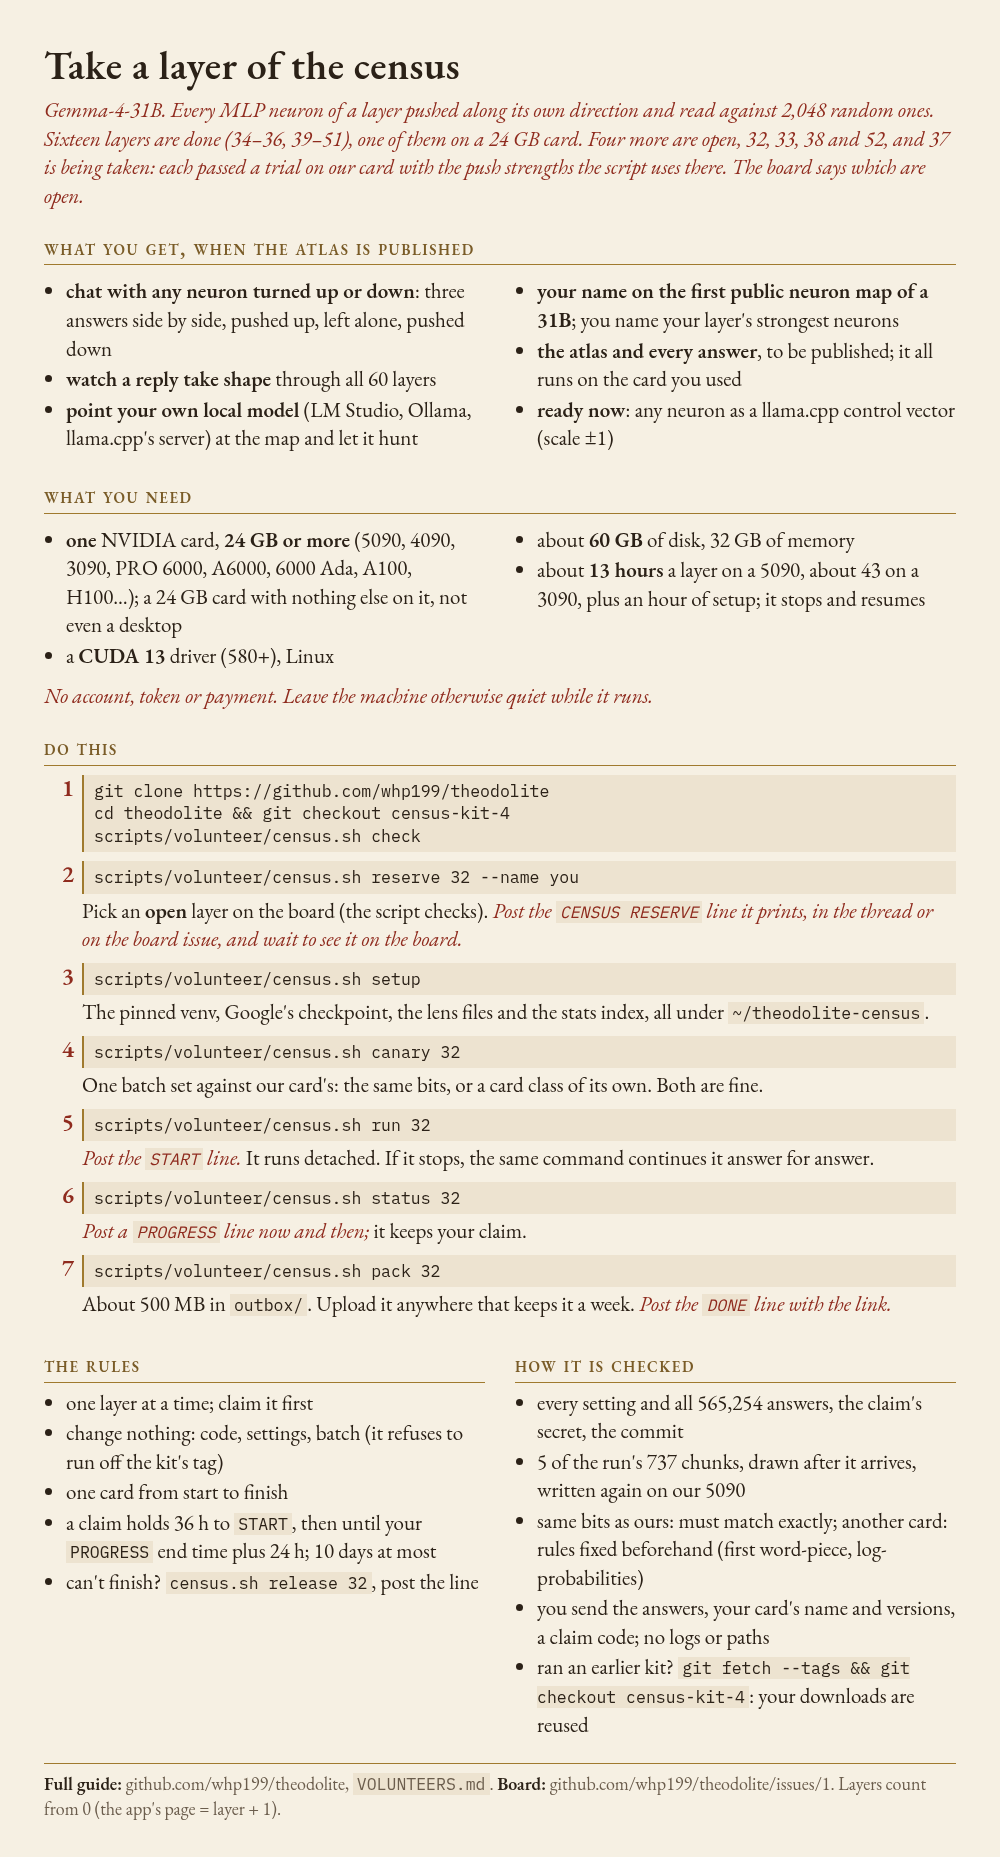 Take a layer of the census
Gemma-4-31B. Every MLP neuron of a layer pushed along its own direction and read against 2,048 random ones.
Sixteen layers are done (34–36, 39–51), one of them on a 24 GB card. Four more are open, 32, 33, 38 and 52, and 37
is being taken: each passed a trial on our card with the push strengths the script uses there. The board says which are
open.
WHAT YOU GET, WHEN THE ATLAS IS PUBLISHED
• chat with any neuron turned up or down: three
answers side by side, pushed up, left alone, pushed
down
• watch a reply take shape through all 60 layers
• point your own local model (LM Studio, Ollama,
llama.cpp's server) at the map and let it hunt
• your name on the first public neuron map of a
31B; you name your layer's strongest neurons
• the atlas and every answer, to be published; it all
runs on the card you used
• ready now: any neuron as a llama.cpp control vector
(scale ±1)
WHAT YOU NEED
• one NVIDIA card, 24 GB or more (5090, 4090,
3090, PRO 6000, A6000, 6000 Ada, A100,
H100...); a 24 GB card with nothing else on it, not
even a desktop
• a CUDA 13 driver (580+), Linux
• about 60 GB of disk, 32 GB of memory
• about 13 hours a layer on a 5090, about 43 on a
3090, plus an hour of setup; it stops and resumes
No account, token or payment. Leave the machine otherwise quiet while it runs.
DO THIS
1 git clone https://github.com/whp199/theodolite
cd theodolite && git checkout census-kit-4
scripts/volunteer/census.sh check
2 scripts/volunteer/census.sh reserve 32 --name you
Pick an open layer on the board (the script checks). Post the CENSUS RESERVE line it prints, in the thread or
on the board issue, and wait to see it on the board.
3 scripts/volunteer/census.sh setup
The pinned venv, Google's checkpoint, the lens files and the stats index, all under ~/theodolite-census.
4 scripts/volunteer/census.sh canary 32
One batch set against our card's: the same bits, or a card class of its own. Both are fine.
5 scripts/volunteer/census.sh run 32
Post the START line. It runs detached. If it stops, the same command continues it answer for answer.
6 scripts/volunteer/census.sh status 32
Post a PROGRESS line now and then; it keeps your claim.
7 scripts/volunteer/census.sh pack 32
About 500 MB in outbox/. Upload it anywhere that keeps it a week. Post the DONE line with the link.
THE RULES
• one layer at a time; claim it first
• change nothing: code, settings, batch (it refuses to
run off the kit's tag)
• one card from start to finish
• a claim holds 36 h to START, then until your
PROGRESS end time plus 24 h; 10 days at most
• can't finish? census.sh release 32, post the line
HOW IT IS CHECKED
• every setting and all 565,254 answers, the claim's
secret, the commit
• 5 of the run's 737 chunks, drawn after it arrives,
written again on our 5090
• same bits as ours: must match exactly; another card:
rules fixed beforehand (first word-piece, log-
probabilities)
• you send the answers, your card's name and versions,
a claim code; no logs or paths
• ran an earlier kit? git fetch --tags && git
checkout census-kit-4: your downloads are
reused
Full guide: github.com/whp199/theodolite, VOLUNTEERS.md. Board: github.com/whp199/theodolite/issues/1. Layers count
from 0 (the app's page = layer + 1).